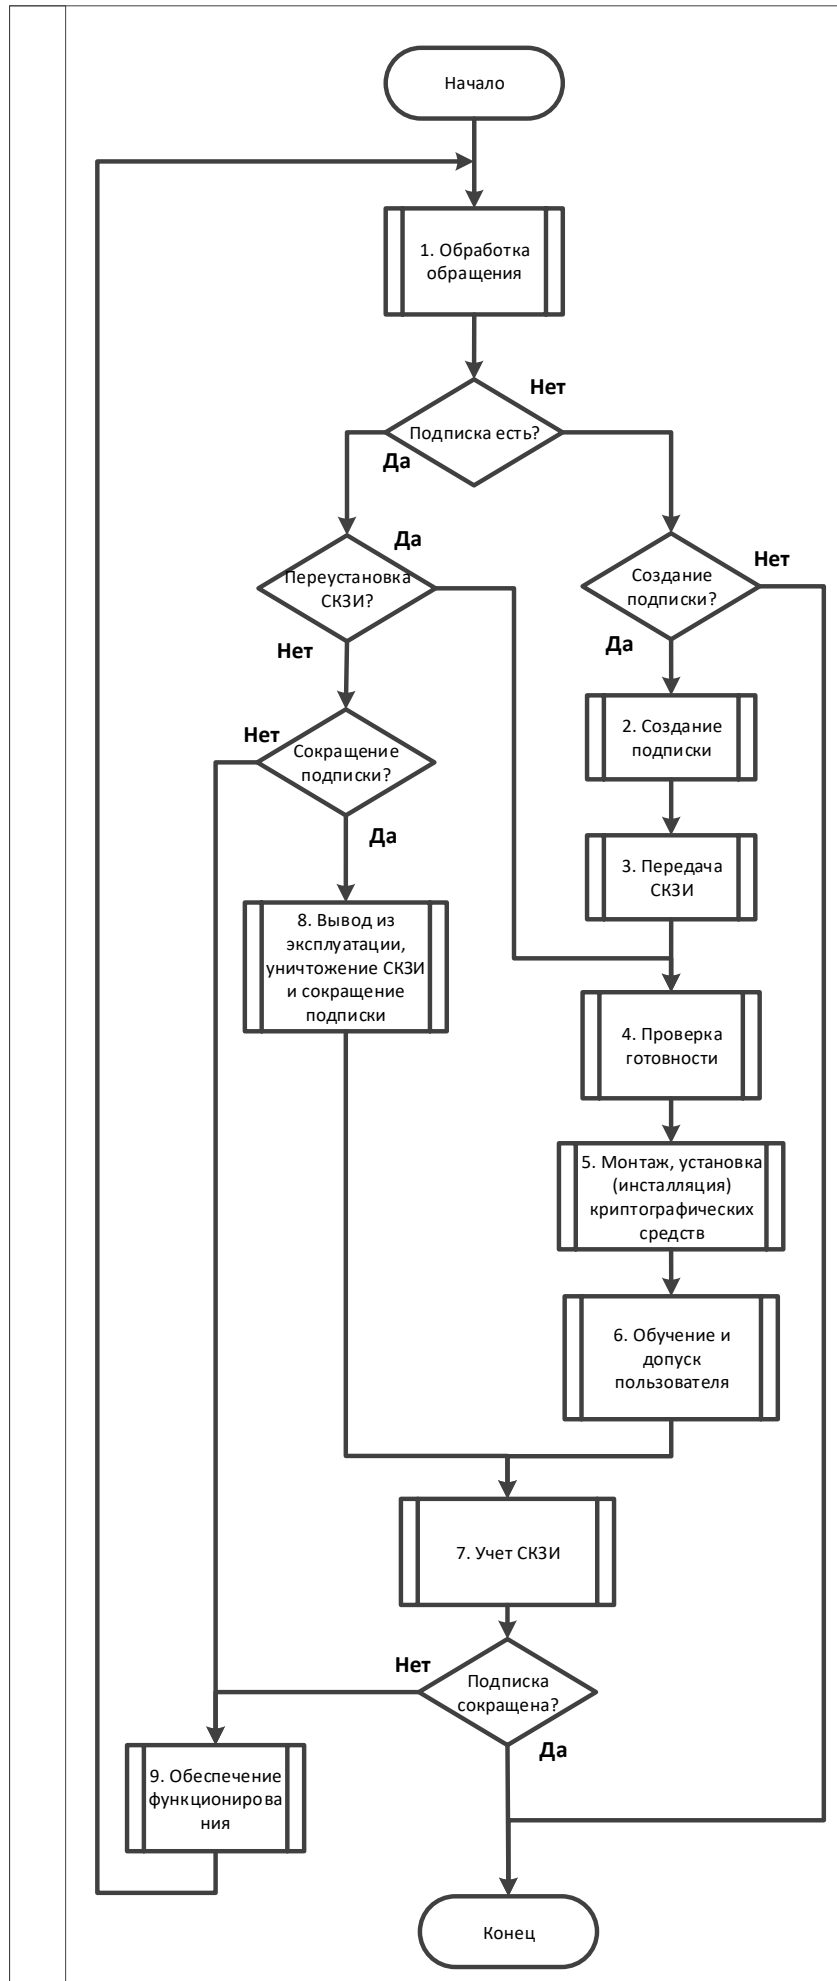 Начало
1. Обработка
обращения
Нет
Подписка есть?
Да
Да
Переустановка
СКЗИ?
Нет
Создание
подписки?
Нет
Да
Нет
Сокращение
подписки?
Да
2. Создание
подписки
3. Передача
СКЗИ
8. Вывод из
эксплуатации,
уничтожение СКЗИ
и сокращение
подписки
4. Проверка
готовности
5. Монтаж, установка
(инсталляция)
криптографических
средств
6. Обучение и
допуск
пользователя
7. Учет СКЗИ
Нет
Подписка
сокращена?
Да
9. Обеспечение
функционирова
ния
Конец